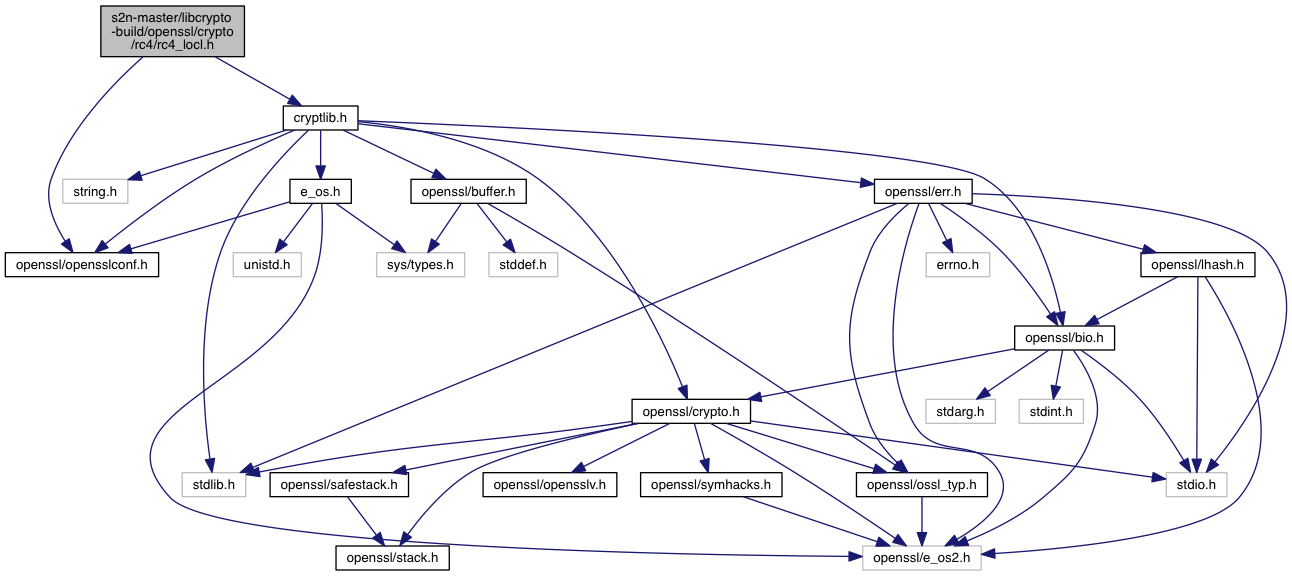 s2n-master/libcrypto
-build/openssl/crypto
/rc4/rc4_locl.h
cryptlib.h
string.h
e_os.h
openssl/buffer.h
openssl/err.h
openssl/opensslconf.h
unistd.h
sys/types.h
stddef.h
errno.h
openssl/lhash.h
openssl/bio.h
openssl/crypto.h
stdarg.h
stdint.h
stdlib.h
openssl/safestack.h
openssl/opensslv.h
openssl/symhacks.h
openssl/ossl_typ.h
stdio.h
openssl/stack.h
openssl/e_os2.h